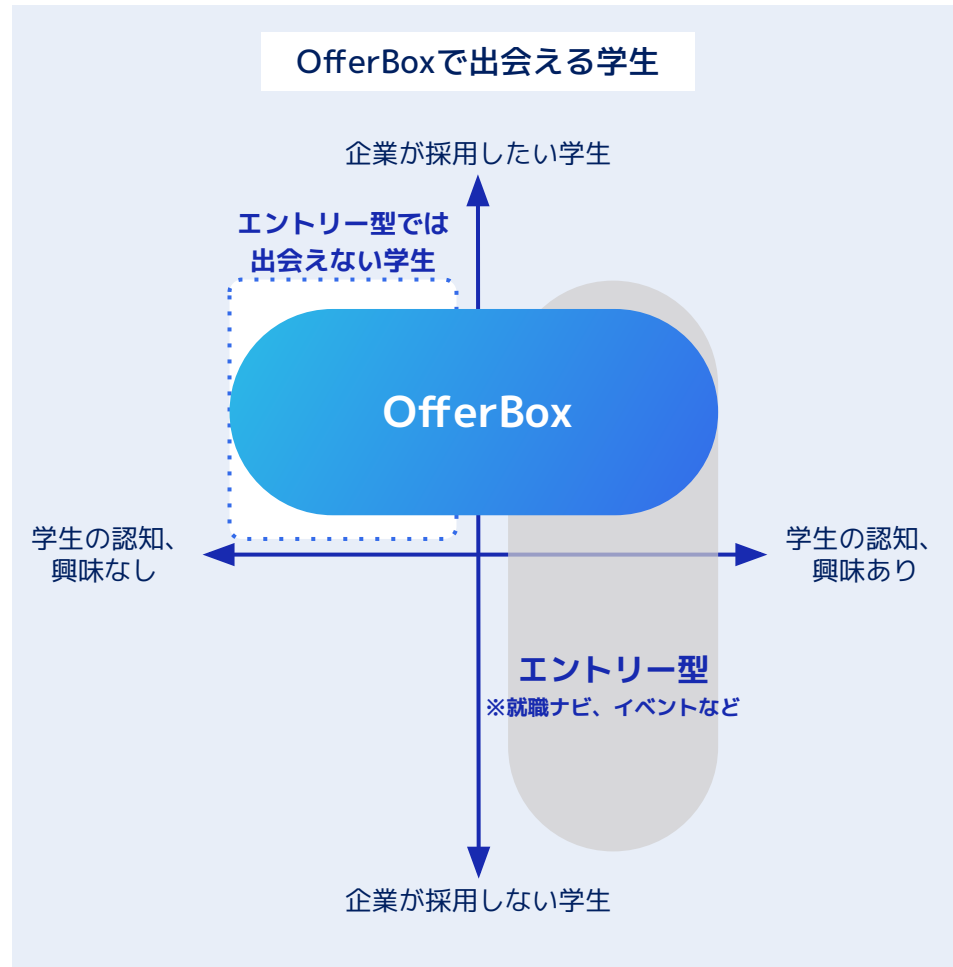 OfferBoxで出会える学生
企業が採用したい学生
エントリー型では
出会えない学生
OfferBox
学生の認知、
興味なし
学生の認知、
興味あり
エントリー型
※就職ナビ、イベントなど
企業が採用しない学生